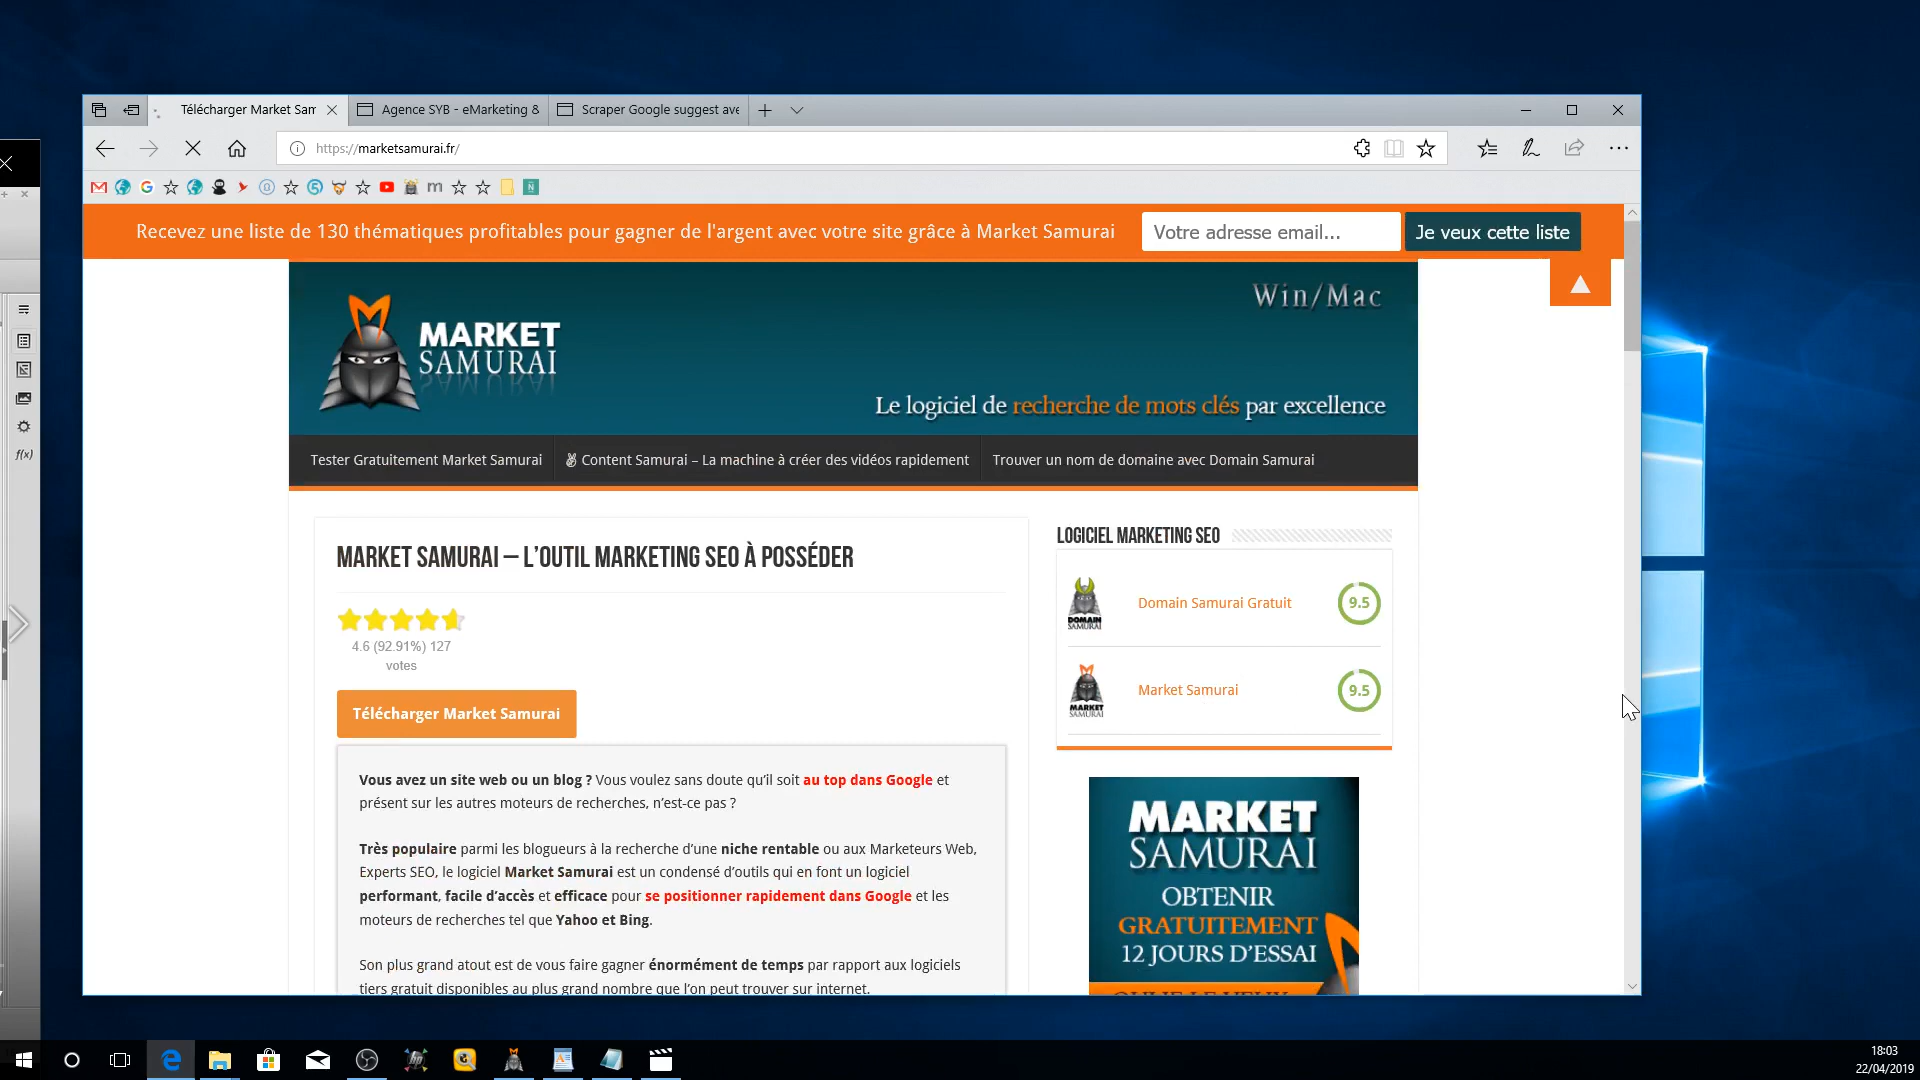 Télécharger Market Sam
Agence SYB - eMarketing &
Scraper Google suggest ave
https://marketsamurai.fr/
Recevez une liste de 130 thématiques profitables pour gagner de l'argent avec votre site grâce à Market Samurai
Votre adresse email...
Je veux cette liste
Win/Mac
MARKET
SAMURAI
Le logiciel de recherche de mots clés par excellence
Tester Gratuitement Market Samurai
Content Samurai – La machine à créer des vidéos rapidement
Trouver un nom de domaine avec Domain Samurai
MARKET SAMURAI – L’OUTIL MARKETING SEO À POSSÉDER
4.6 (92.91%) 127
votes
Télécharger Market Samurai
Vous avez un site web ou un blog ? Vous voulez sans doute qu’il soit au top dans Google et
présent sur les autres moteurs de recherches, n’est-ce pas ?
Très populaire parmi les blogueurs à la recherche d’une niche rentable ou aux Marketeurs Web,
Experts SEO, le logiciel Market Samurai est un condensé d’outils qui en font un logiciel
performant, facile d’accès et efficace pour se positionner rapidement dans Google et les
moteurs de recherches tel que Yahoo et Bing.
Son plus grand atout est de vous faire gagner énormément de temps par rapport aux logiciels
tiers gratuit disponibles au plus grand nombre que l’on peut trouver sur internet.
LOGICIEL MARKETING SEO
DOMAIN
SAMURAI
Domain Samurai Gratuit
9.5
MARKET
SAMURAI
Market Samurai
9.5
MARKET
SAMURAI
OBTENIR
GRATUITEMENT
12 JOURS D’ESSAI
f(x)
18:03
22/04/2019